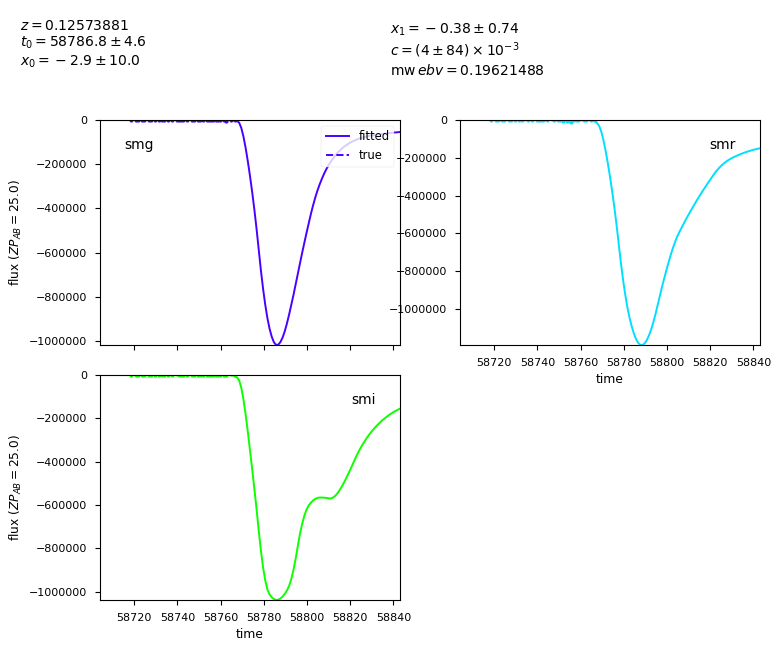 z = 0.12573881
t₀ = 58786.8 ± 4.6
x₀ = −2.9 ± 10.0
x₁ = −0.38 ± 0.74
c = (4 ± 84) × 10⁻³
mw ebv = 0.19621488
smg
fitted
true
0
−200000
−400000
−600000
−800000
−1000000
flux (ZP_AB = 25.0)
smr
0
−200000
−400000
−600000
−800000
−1000000
58720 58740 58760 58780 58800 58820 58840
time
smi
0
−200000
−400000
−600000
−800000
−1000000
flux (ZP_AB = 25.0)
58720 58740 58760 58780 58800 58820 58840
time